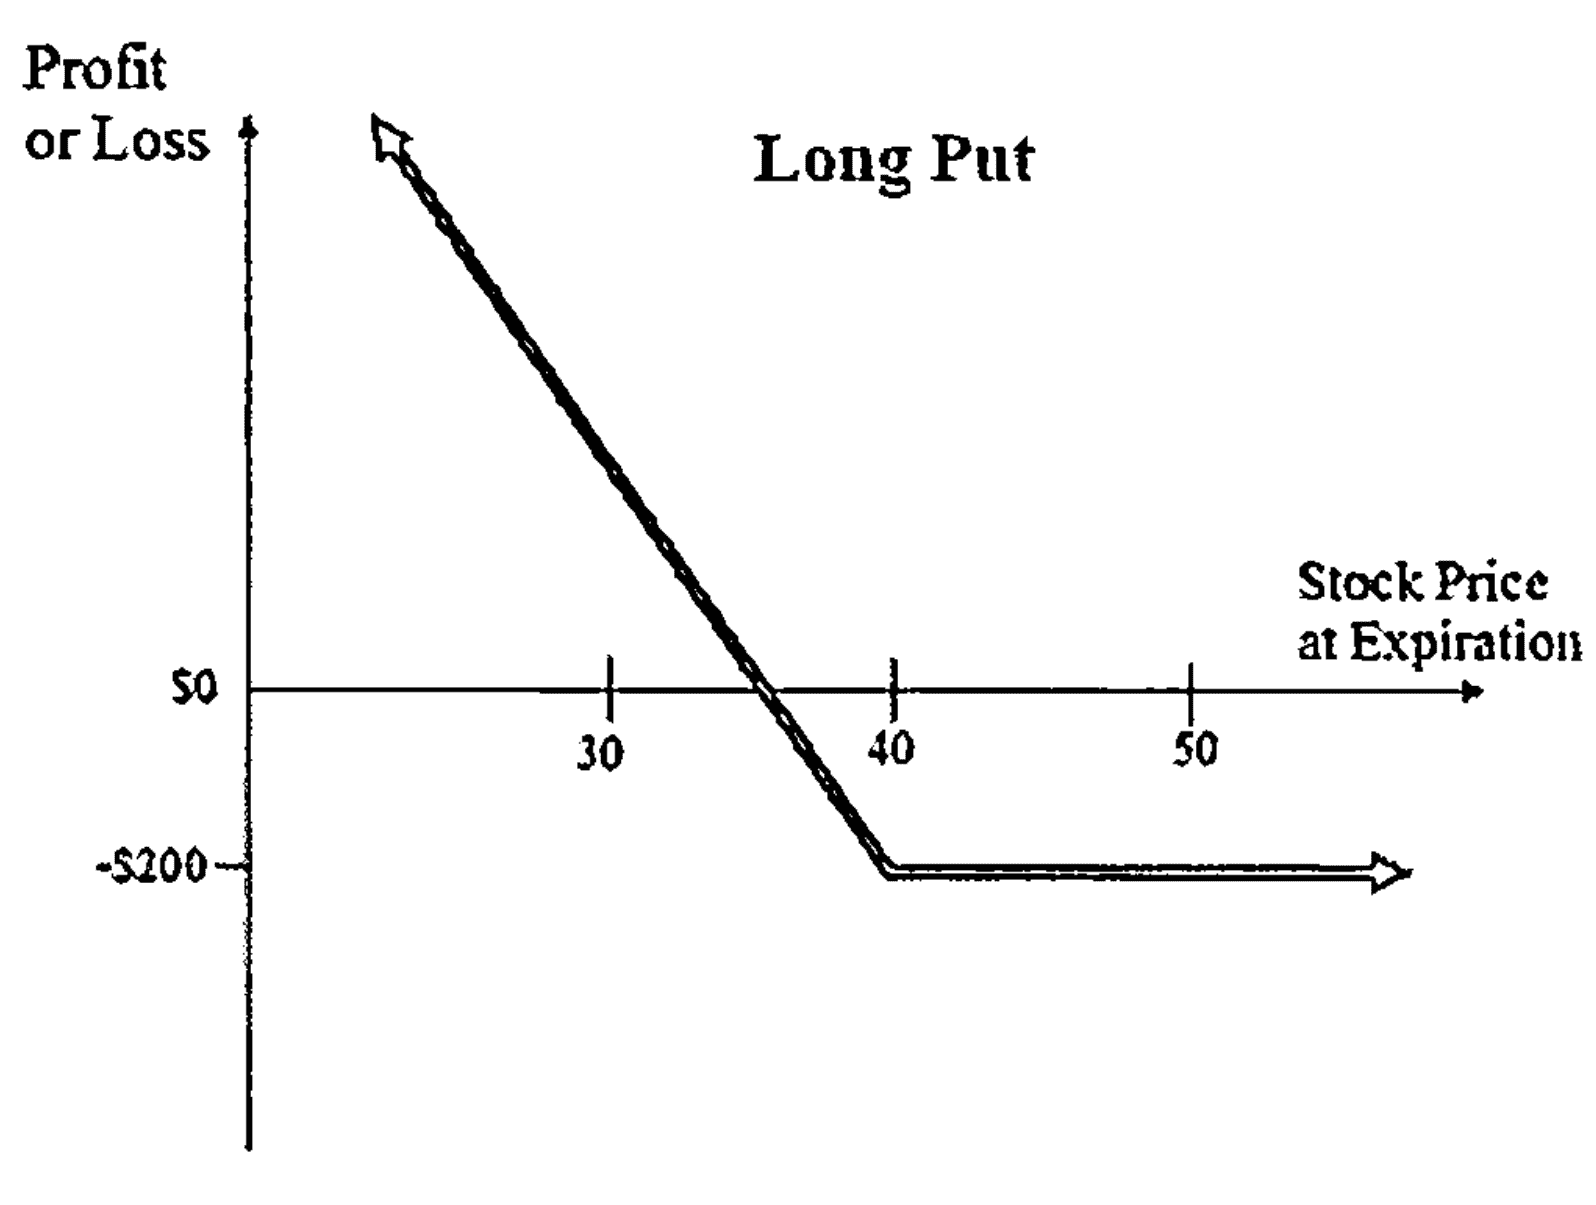 Profit
or Loss
Long Put
Stock Price
at Expiration
$0
30
40
50
-$200